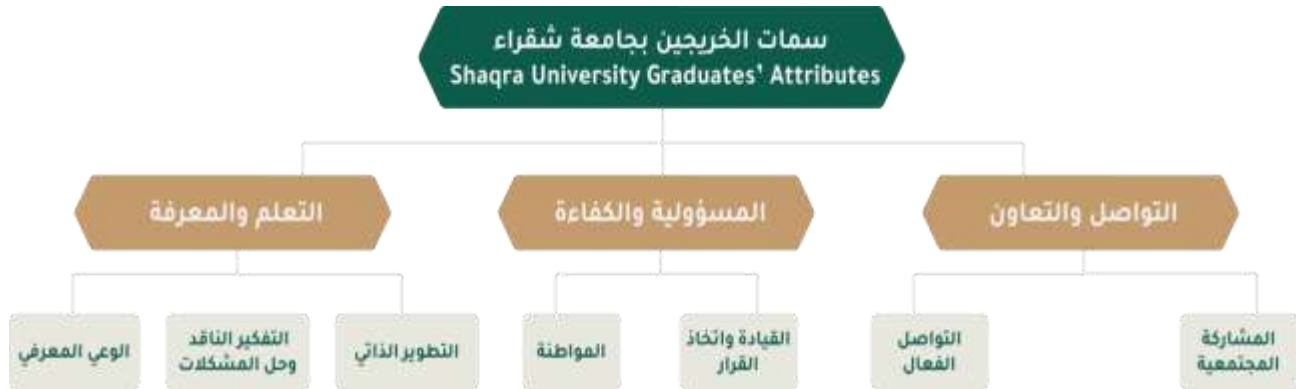 سمات الخريجين بجامعة شقراء
Shaqra University Graduates' Attributes
التواصل والتعاون
المسؤولية والكفاءة
التعلم والمعرفة
المشاركة
المجتمعية
التواصل
الفعال
القيادة واتخاذ
القرار
المواطنة
التطوير الذاتي
التفكير الناقد
وحل المشكلات
الوعي المعرفي